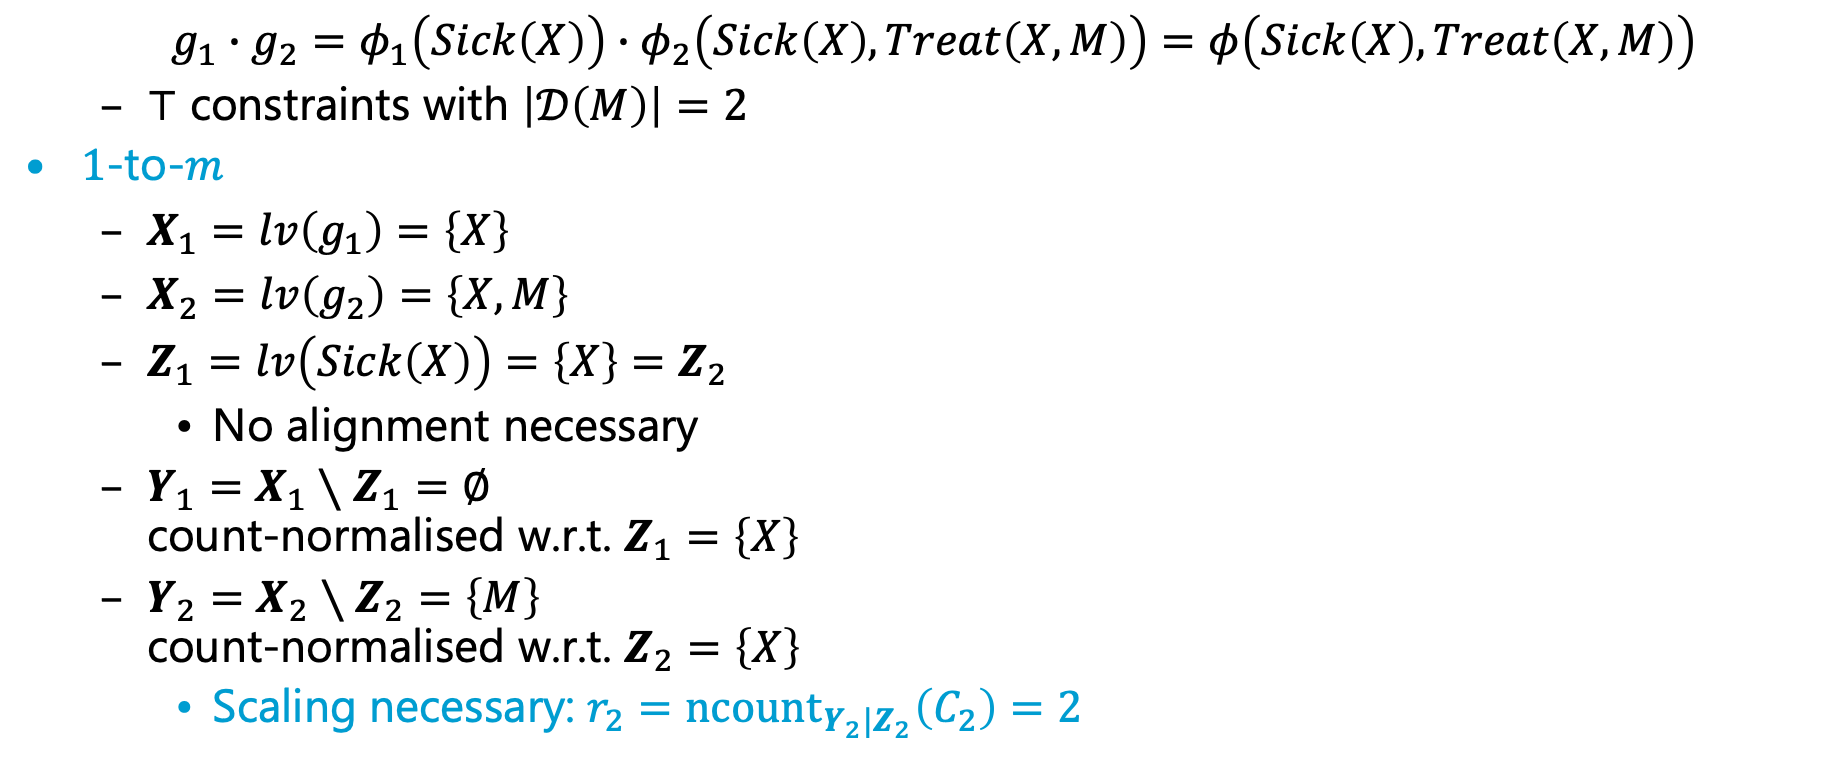 g₁ · g₂ = ϕ₁(Sick(X)) · ϕ₂(Sick(X), Treat(X, M)) = ϕ(Sick(X), Treat(X, M))
– ⊤ constraints with |𝒟(M)| = 2
• 1-to-m
– X₁ = lv(g₁) = {X}
– X₂ = lv(g₂) = {X, M}
– Z₁ = lv(Sick(X)) = {X} = Z₂
• No alignment necessary
– Y₁ = X₁ \ Z₁ = ∅
count-normalised w.r.t. Z₁ = {X}
– Y₂ = X₂ \ Z₂ = {M}
count-normalised w.r.t. Z₂ = {X}
• Scaling necessary: r₂ = ncount_{Y₂|Z₂}(C₂) = 2